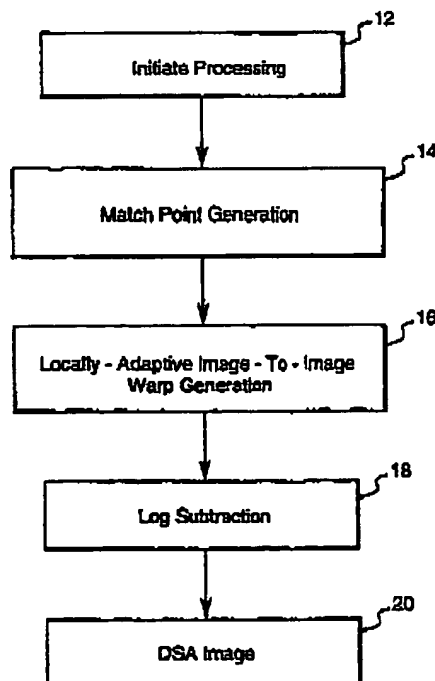 12
Initiate Processing
14
Match Point Generation
16
Locally - Adaptive Image - To - Image
Warp Generation
18
Log Subtraction
20
DSA Image